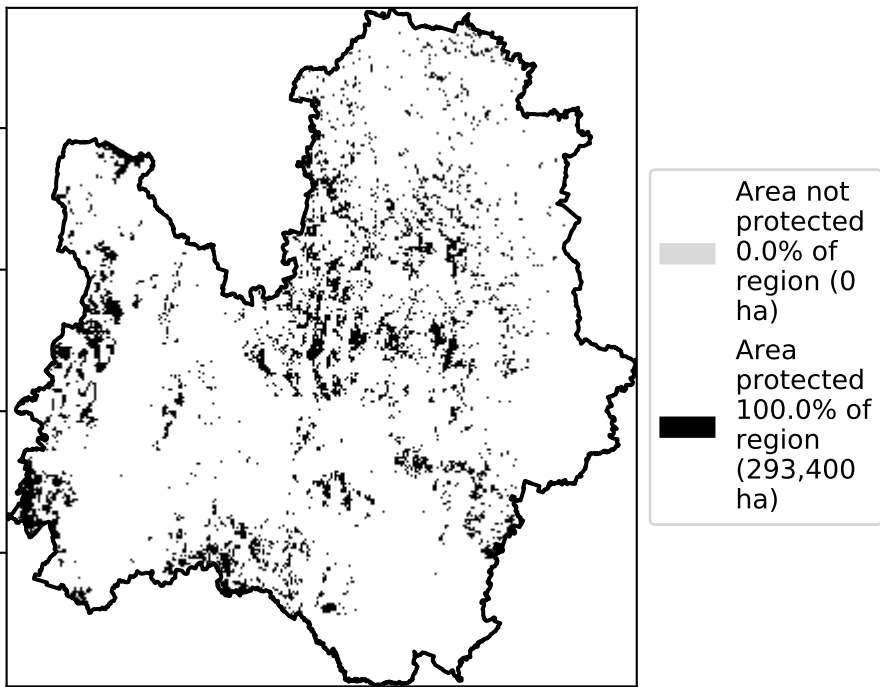 Area not
protected
0.0% of
region (0
ha)
Area
protected
100.0% of
region
(293,400
ha)